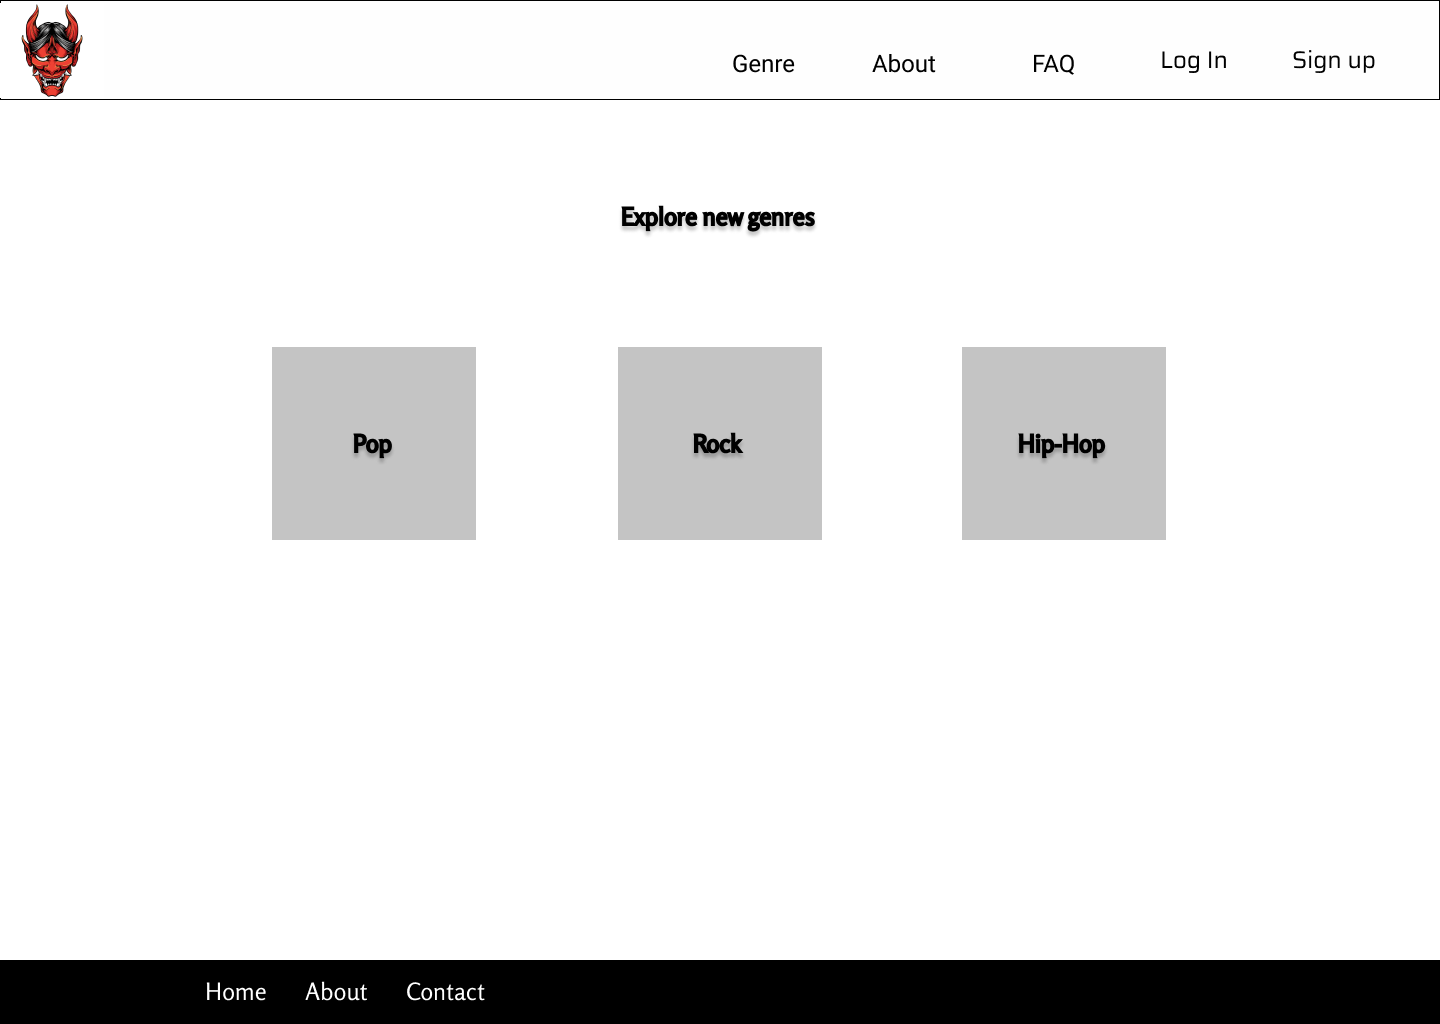 Genre About FAQ Log In Sign up
Explore new genres
Pop Rock Hip-Hop
Home About Contact